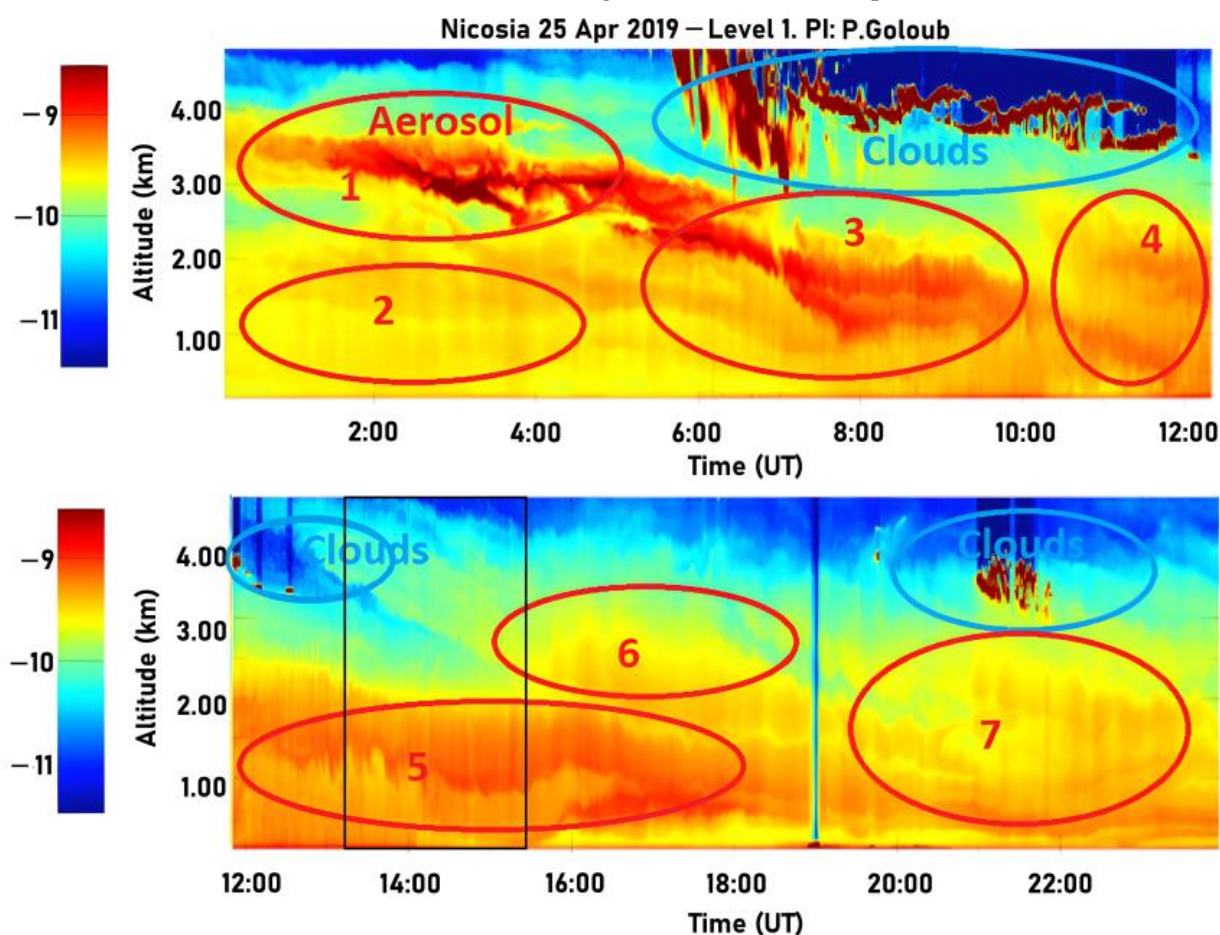 Nicosia 25 Apr 2019 – Level 1. PI: P.Goloub
−9
−10
−11
Altitude (km)
4.00
3.00
2.00
1.00
Aerosol
Clouds
1
2
3
4
2:00 4:00 6:00 8:00 10:00 12:00
Time (UT)
−9
−10
−11
Altitude (km)
4.00
3.00
2.00
1.00
Clouds
Clouds
6
5
7
12:00 14:00 16:00 18:00 20:00 22:00
Time (UT)